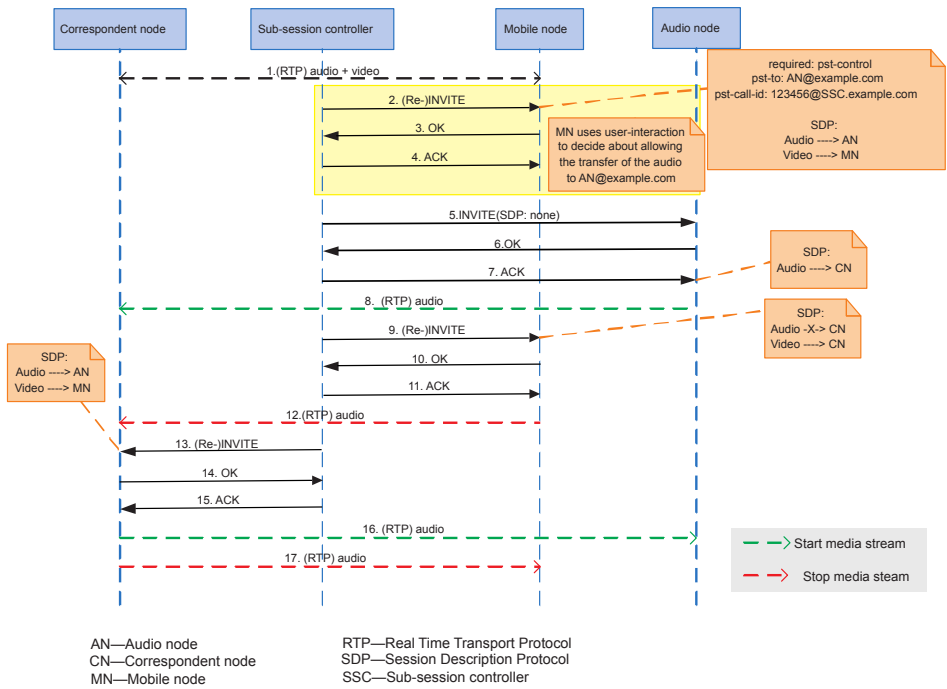 Correspondent node
Sub-session controller
Mobile node
Audio node
1.(RTP) audio + video
required: pst-control
pst-to: AN@example.com
pst-call-id: 123456@SSC.example.com
SDP:
Audio ----> AN
Video ----> MN
2. (Re-)INVITE
3. OK
4. ACK
MN uses user-interaction
to decide about allowing
the transfer of the audio
to AN@example.com
5.INVITE(SDP: none)
6.OK
7. ACK
SDP:
Audio ----> CN
8. (RTP) audio
9. (Re-)INVITE
SDP:
Audio -X-> CN
Video ----> CN
10. OK
11. ACK
SDP:
Audio ----> AN
Video ----> MN
12.(RTP) audio
13. (Re-)INVITE
14. OK
15. ACK
16. (RTP) audio
17. (RTP) audio
Start media stream
Stop media steam
AN—Audio node
CN—Correspondent node
MN—Mobile node
RTP—Real Time Transport Protocol
SDP—Session Description Protocol
SSC—Sub-session controller